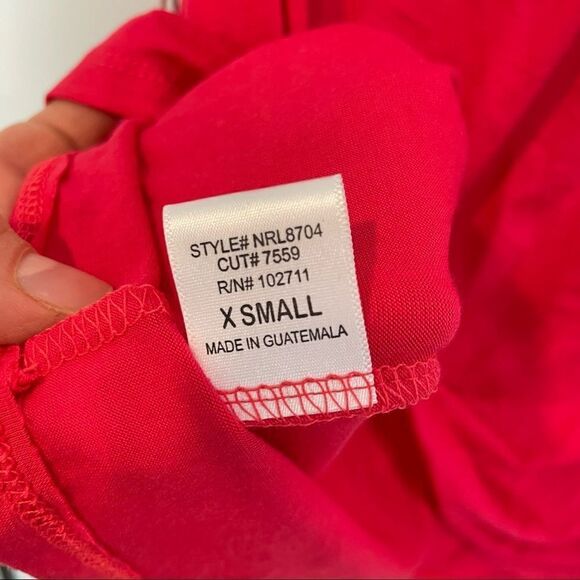 STYLE# NRL8704
CUT# 7559
R/N# 102711
X SMALL
MADE IN GUATEMALA